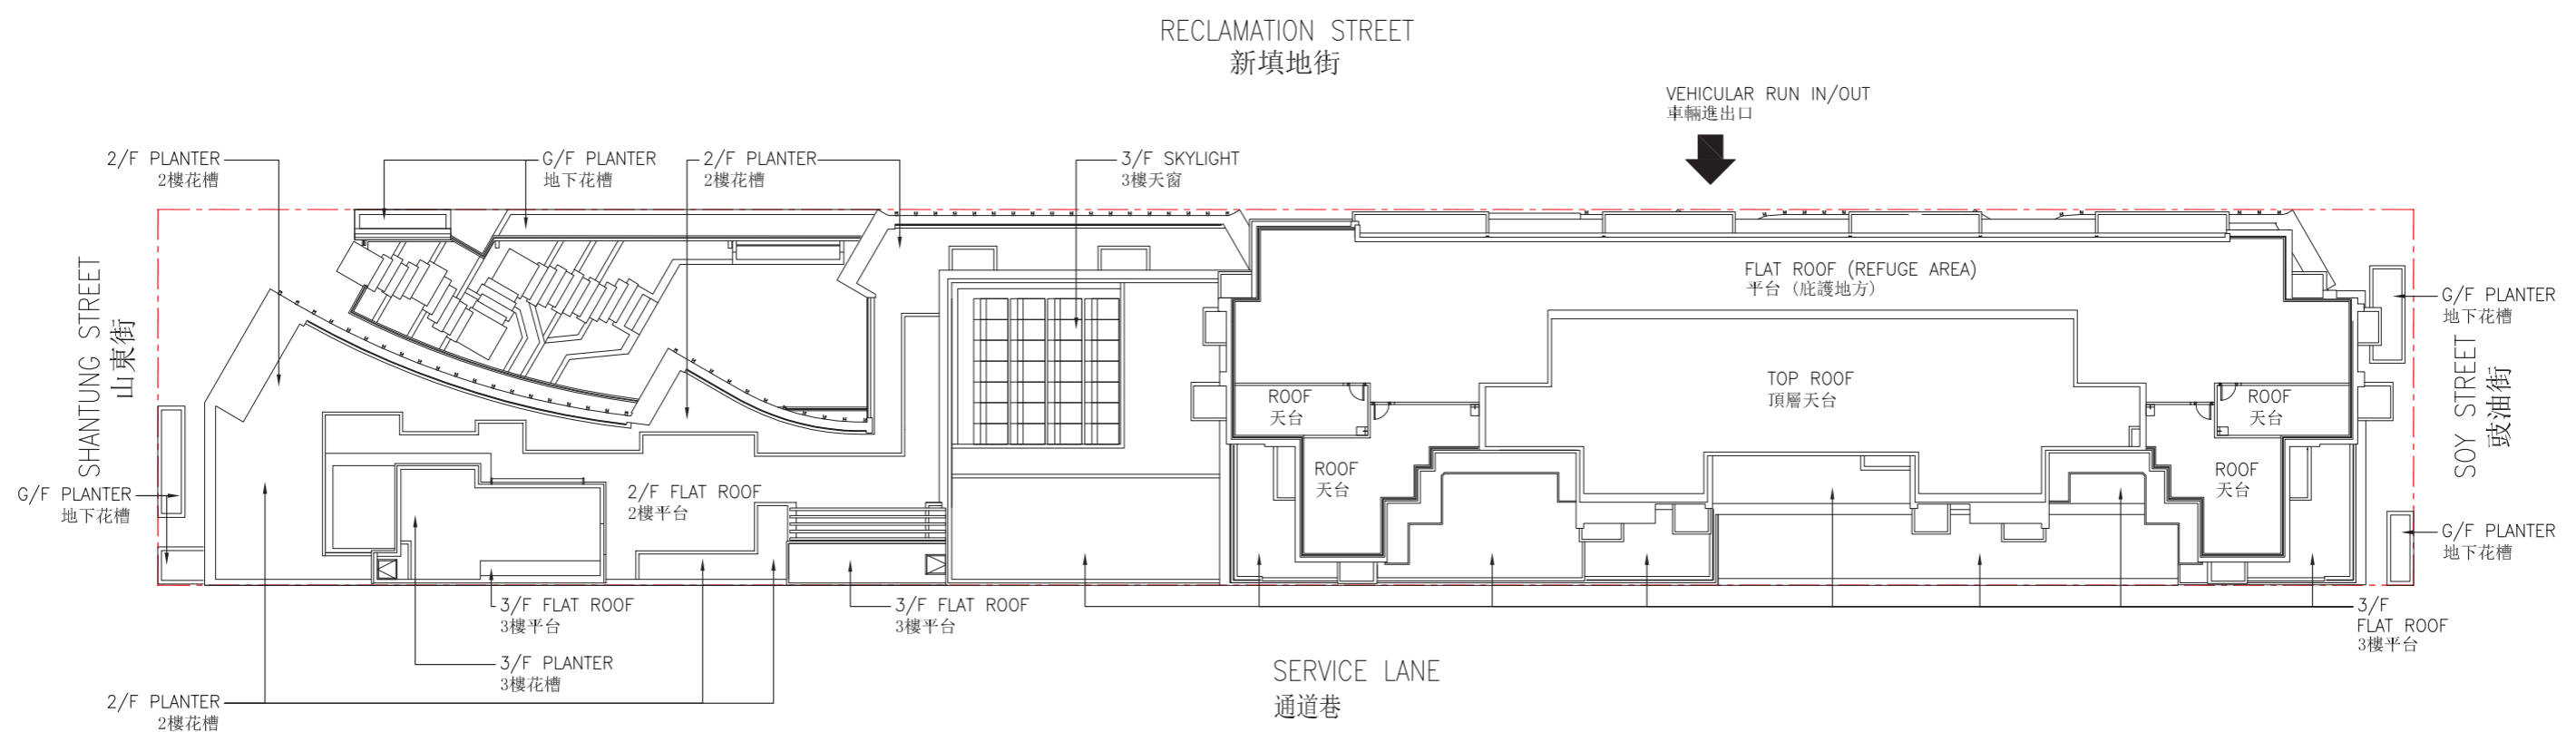 RECLAMATION STREET
新填地街
VEHICULAR RUN IN/OUT
車輛進出口
2/F PLANTER
2樓花槽
G/F PLANTER
地下花槽
2/F PLANTER
2樓花槽
3/F SKYLIGHT
3樓天窗
FLAT ROOF (REFUGE AREA)
平台 (庇護地方)
G/F PLANTER
地下花槽
SHANTUNG STREET
山東街
SOY STREET
豉油街
TOP ROOF
頂層天台
ROOF
天台
ROOF
天台
ROOF
天台
ROOF
天台
G/F PLANTER
地下花槽
2/F FLAT ROOF
2樓平台
G/F PLANTER
地下花槽
3/F FLAT ROOF
3樓平台
3/F FLAT ROOF
3樓平台
3/F
FLAT ROOF
3樓平台
3/F PLANTER
3樓花槽
SERVICE LANE
通道巷
2/F PLANTER
2樓花槽